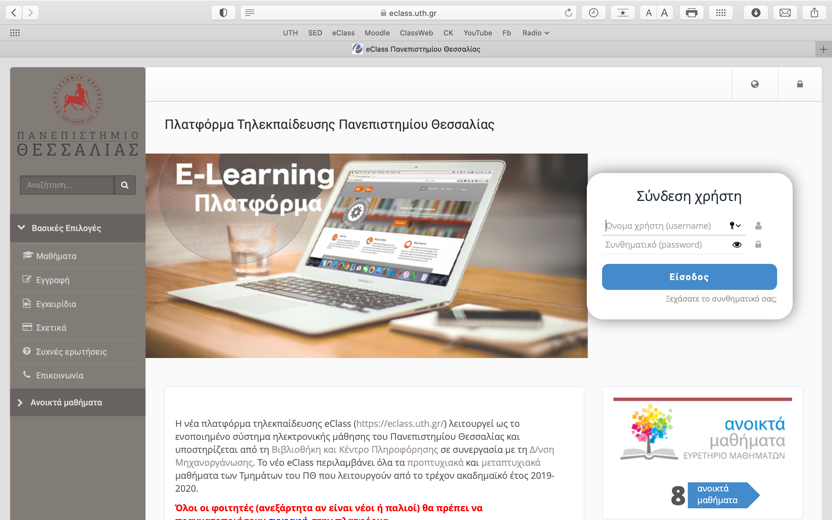 eclass.uth.gr
A A
UTH SED eClass Moodle ClassWeb CK YouTube Fb Radio
eClass Πανεπιστημίου Θεσσαλίας
ΠΑΝΕΠΙΣΤΗΜΙΟ
ΘΕΣΣΑΛΙΑΣ
Αναζήτηση...
Βασικές Επιλογές
Μαθήματα
Εγγραφή
Εγχειρίδια
Σχετικά
Συχνές ερωτήσεις
Επικοινωνία
Ανοικτά μαθήματα
Πλατφόρμα Τηλεκπαίδευσης Πανεπιστημίου Θεσσαλίας
E-Learning
Πλατφόρμα
Σύνδεση χρήστη
Όνομα χρήστη (username)
Συνθηματικό (password)
Είσοδος
Ξεχάσατε το συνθηματικό σας;
Η νέα πλατφόρμα τηλεκπαίδευσης eClass (https://eclass.uth.gr/) λειτουργεί ως το
ενοποιημένο σύστημα ηλεκτρονικής μάθησης του Πανεπιστημίου Θεσσαλίας και
υποστηρίζεται από τη Βιβλιοθήκη και Κέντρο Πληροφόρησης σε συνεργασία με τη Δ/νση
Μηχανοργάνωσης. Το νέο eClass περιλαμβάνει όλα τα προπτυχιακά και μεταπτυχιακά
μαθήματα των Τμημάτων του ΠΘ που λειτουργούν από το τρέχον ακαδημαϊκό έτος 2019-
2020.
Όλοι οι φοιτητές (ανεξάρτητα αν είναι νέοι ή παλιοί) θα πρέπει να
ανοικτά
μαθήματα
ΕΥΡΕΤΗΡΙΟ ΜΑΘΗΜΑΤΩΝ
8 ανοικτά
μαθήματα